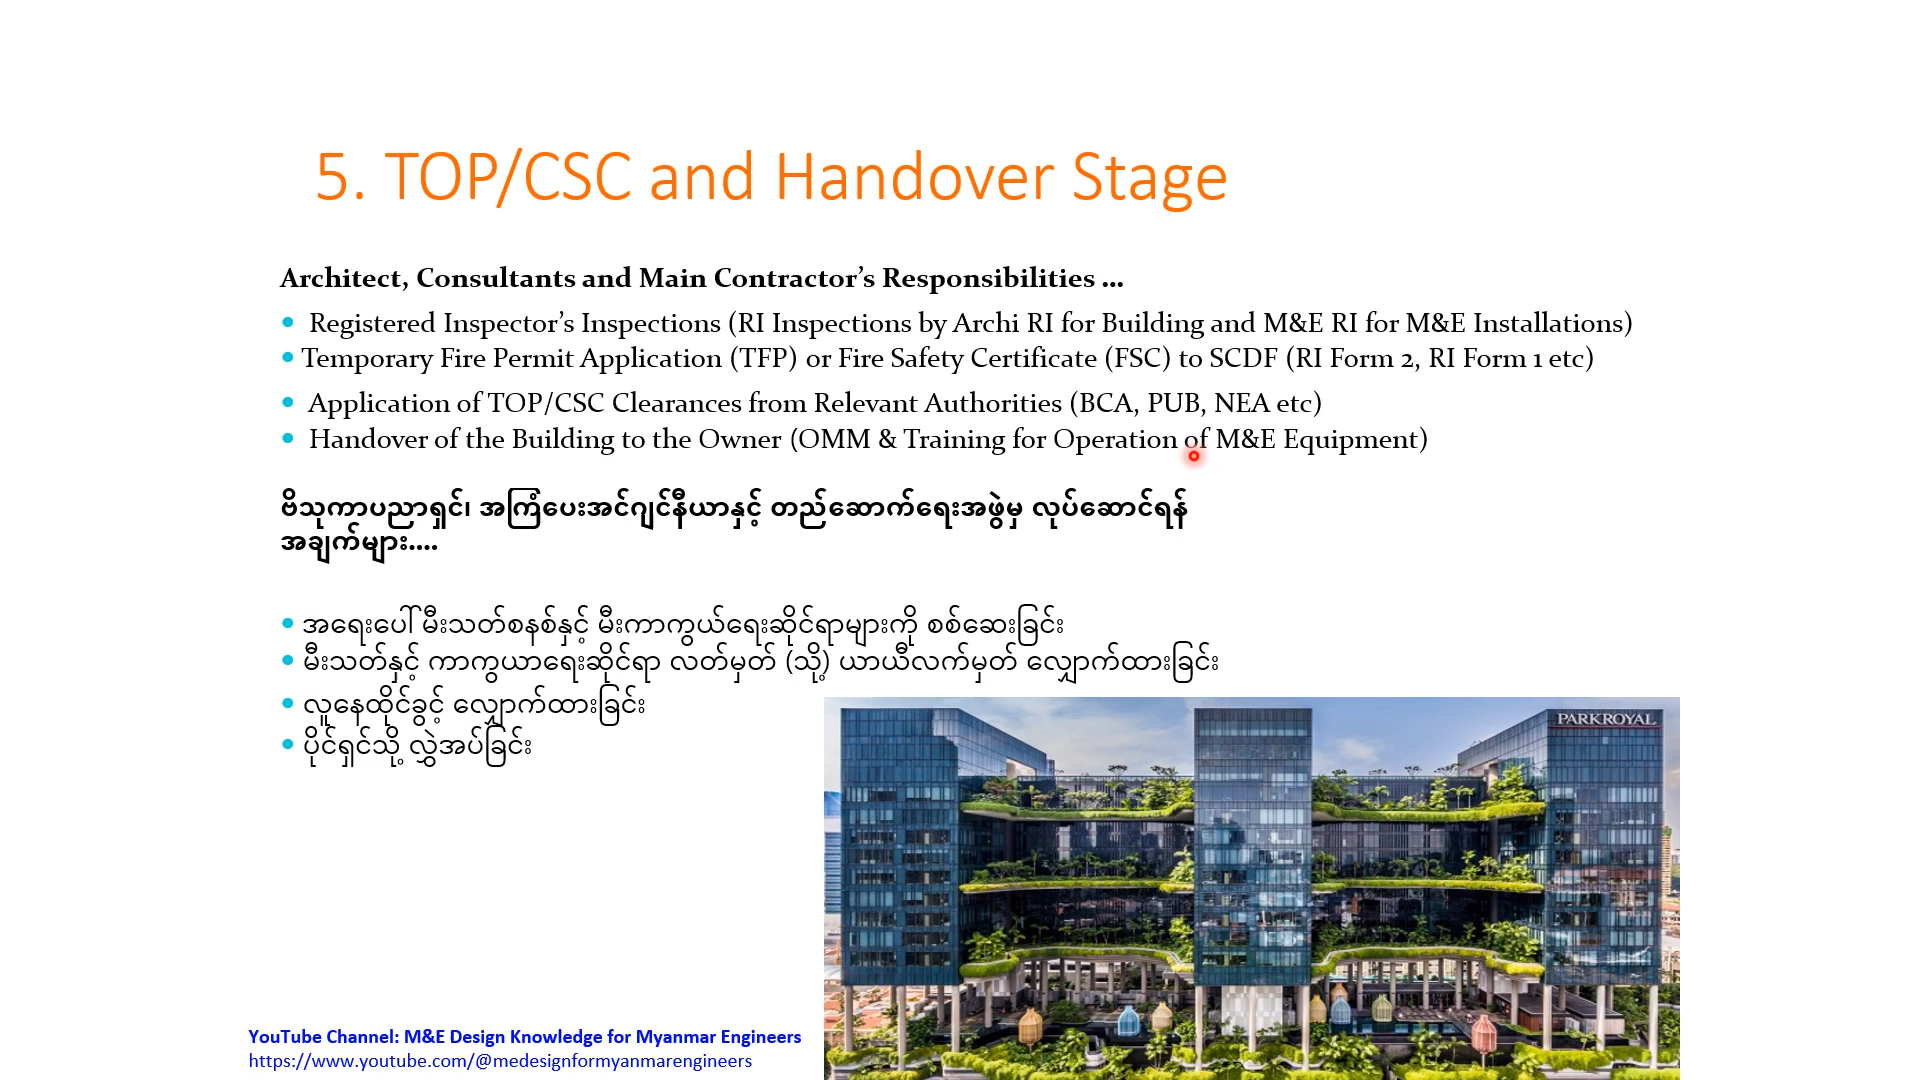 5. TOP/CSC and Handover Stage
Architect, Consultants and Main Contractor’s Responsibilities ...
• Registered Inspector’s Inspections (RI Inspections by Archi RI for Building and M&E RI for M&E Installations)
• Temporary Fire Permit Application (TFP) or Fire Safety Certificate (FSC) to SCDF (RI Form 2, RI Form 1 etc)
• Application of TOP/CSC Clearances from Relevant Authorities (BCA, PUB, NEA etc)
• Handover of the Building to the Owner (OMM & Training for Operation of M&E Equipment)
ဗိသုကာပညာရှင်၊ အကြံပေးအင်ဂျင်နီယာနှင့် တည်ဆောက်ရေးအဖွဲ့မှ လုပ်ဆောင်ရန်
အချက်များ....
• အရေးပေါ်မီးသတ်စနစ်နှင့် မီးကာကွယ်ရေးဆိုင်ရာများကို စစ်ဆေးခြင်း
• မီးသတ်နှင့် ကာကွယာရေးဆိုင်ရာ လတ်မှတ် (သို့) ယာယီလက်မှတ် လျှောက်ထားခြင်း
• လူနေထိုင်ခွင့် လျှောက်ထားခြင်း
• ပိုင်ရှင်သို့ လွှဲအပ်ခြင်း
PARKROYAL
YouTube Channel: M&E Design Knowledge for Myanmar Engineers
https://www.youtube.com/@medesignformyanmarengineers